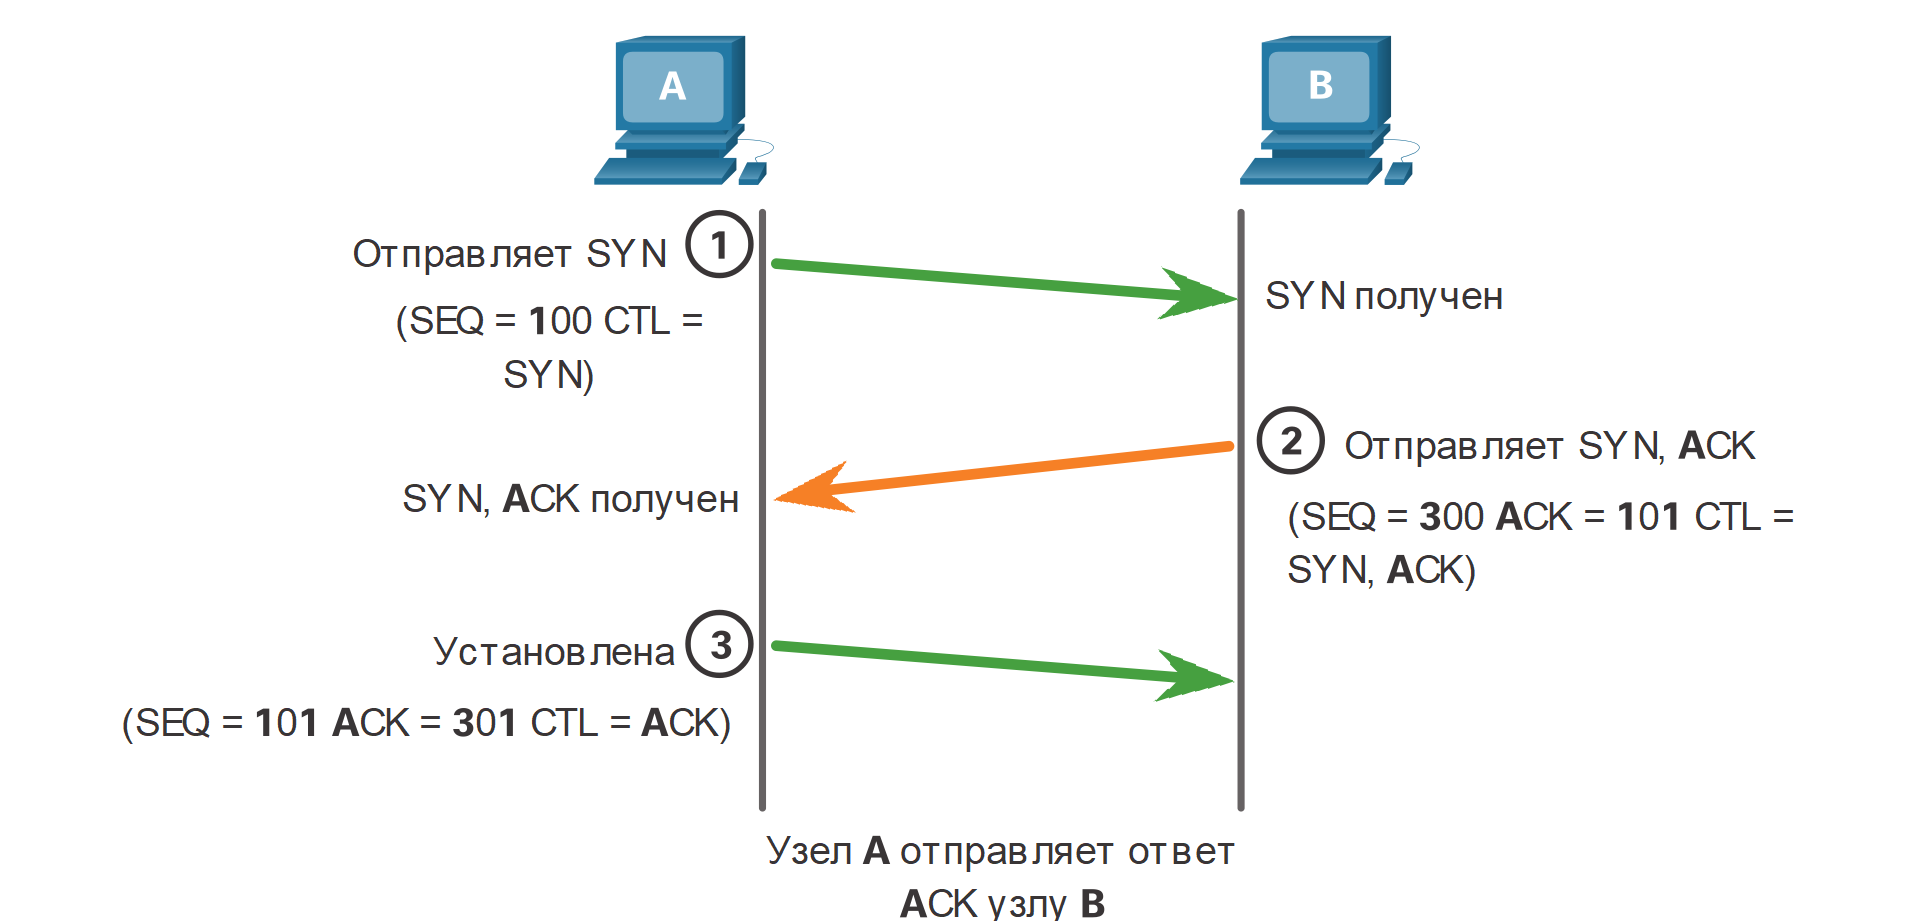 A
B
Отправляет SYN 1
(SEQ = 100 CTL =
SYN)
SYN получен
2 Отправляет SYN, ACK
(SEQ = 300 ACK = 101 CTL =
SYN, ACK)
SYN, ACK получен
Установлена 3
(SEQ = 101 ACK = 301 CTL = ACK)
Узел A отправляет ответ
ACK узлу B